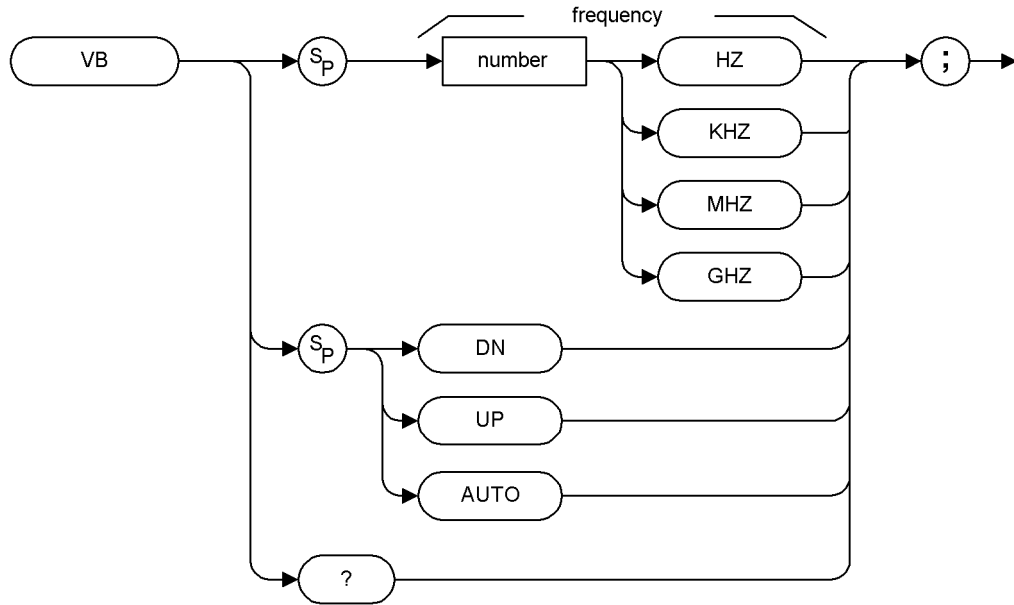 frequency
VB
SP
number
HZ
;
KHZ
MHZ
GHZ
SP
DN
UP
AUTO
?